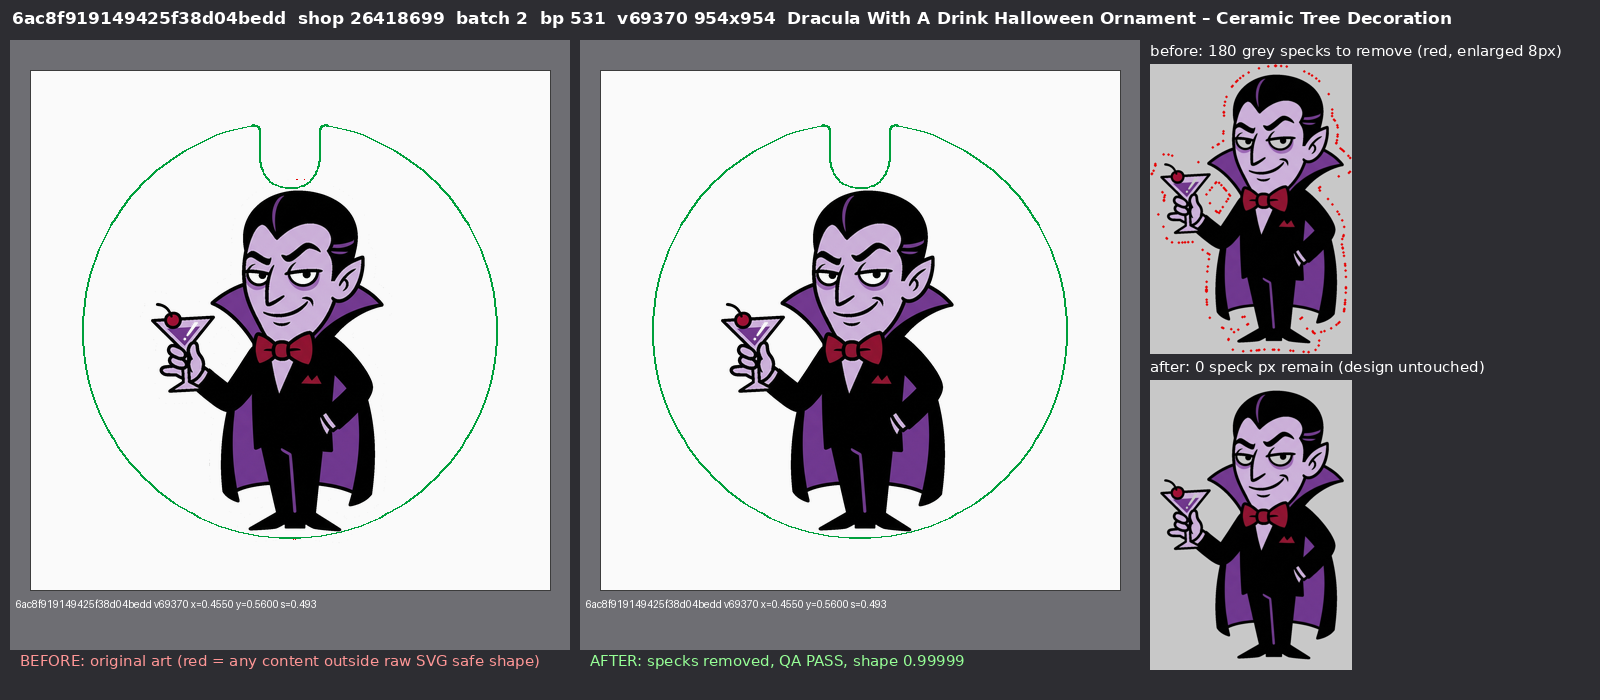 6ac8f919149425f38d04bedd shop 26418699 batch 2 bp 531 v69370 954x954 Dracula With A Drink Halloween Ornament – Ceramic Tree Decoration
before: 180 grey specks to remove (red, enlarged 8px)
after: 0 speck px remain (design untouched)
6ac8f919149425f38d04bedd v69370 x=0.4550 y=0.5600 s=0.493
6ac8f919149425f38d04bedd v69370 x=0.4550 y=0.5600 s=0.493
BEFORE: original art (red = any content outside raw SVG safe shape)
AFTER: specks removed, QA PASS, shape 0.99999